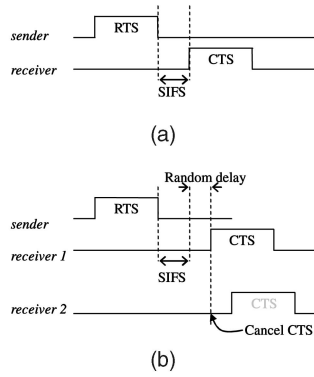 RTS
sender
CTS
receiver
SIFS
(a)
Random delay
RTS
sender
CTS
receiver 1
SIFS
CTS
receiver 2
Cancel CTS
(b)